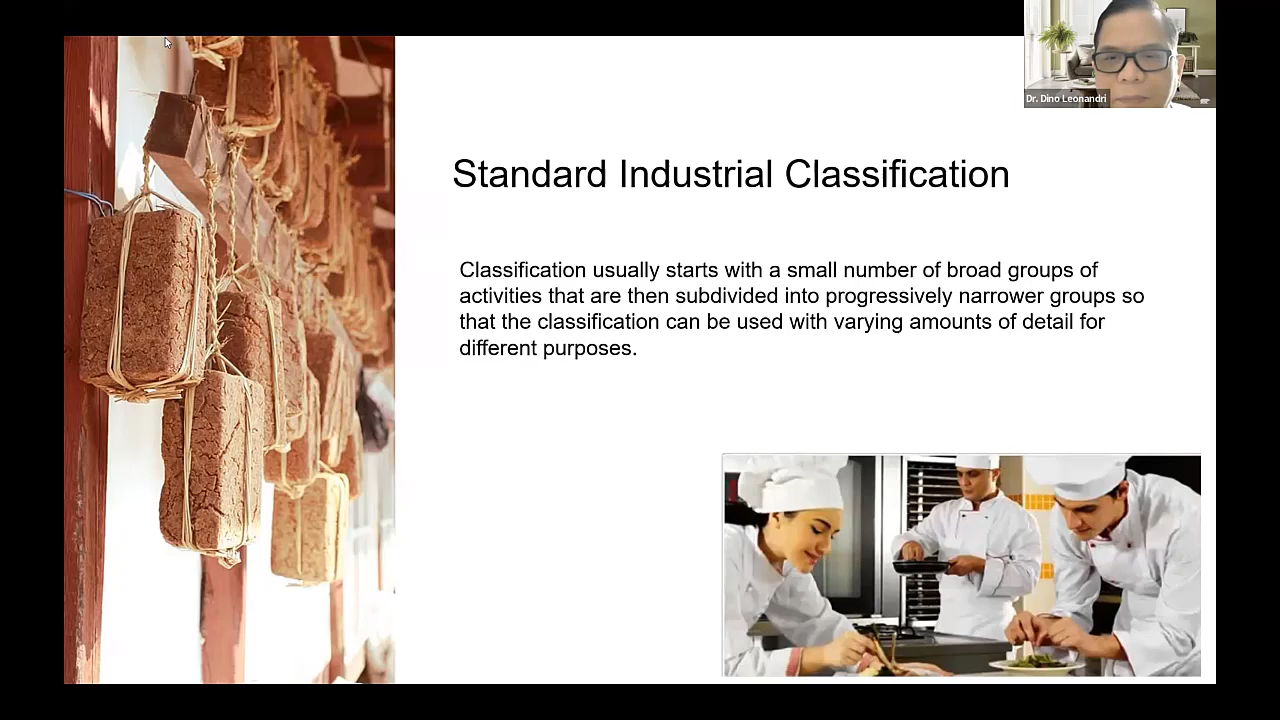 Dr. Dino Leonandri
Standard Industrial Classification
Classification usually starts with a small number of broad groups of
activities that are then subdivided into progressively narrower groups so
that the classification can be used with varying amounts of detail for
different purposes.